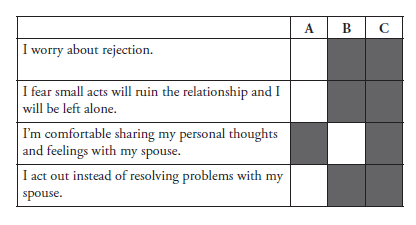 A B C
I worry about rejection.
I fear small acts will ruin the relationship and I
will be left alone.
I'm comfortable sharing my personal thoughts
and feelings with my spouse.
I act out instead of resolving problems with my
spouse.